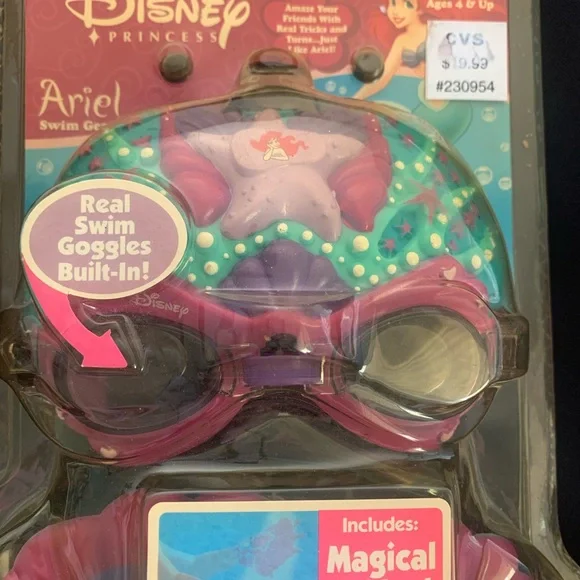 Disney
PRINCESS
Amaze Your
Friends With
Real Tricks and
Turns...Just
Like Ariel!
Ages 4 & Up
CVS
$19.99
#230954
Ariel
Swim
Real
Swim
Goggles
Built-In!
Disney
Includes:
Magical